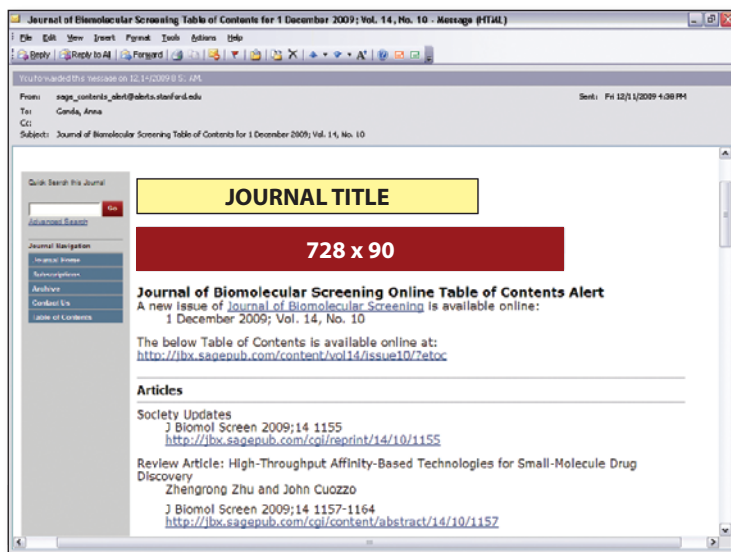 Journal of Biomolecular Screening Table of Contents for 1 December 2009; Vol. 14, No. 10 - Message (HTML)
File Edit View Insert Format Tools Actions Help
Reply Reply to All Forward
You forwarded this message on 12/14/2009 8:51 AM.
From: sage_contents_alert@alerts.stanford.edu Sent: Fri 12/11/2009 4:38 PM
To: Ganda, Anna
Cc:
Subject: Journal of Biomolecular Screening Table of Contents for 1 December 2009; Vol. 14, No. 10
Quick Search this Journal
Go
Advanced Search
Journal Navigation
Journal Home
Subscriptions
Archive
Contact Us
Table of Contents
JOURNAL TITLE
728 x 90
Journal of Biomolecular Screening Online Table of Contents Alert
A new issue of Journal of Biomolecular Screening is available online:
1 December 2009; Vol. 14, No. 10
The below Table of Contents is available online at:
http://jbx.sagepub.com/content/vol14/issue10/?etoc
Articles
Society Updates
J Biomol Screen 2009;14 1155
http://jbx.sagepub.com/cgi/reprint/14/10/1155
Review Article: High-Throughput Affinity-Based Technologies for Small-Molecule Drug
Discovery
Zhengrong Zhu and John Cuozzo
J Biomol Screen 2009;14 1157-1164
http://jbx.sagepub.com/cgi/content/abstract/14/10/1157